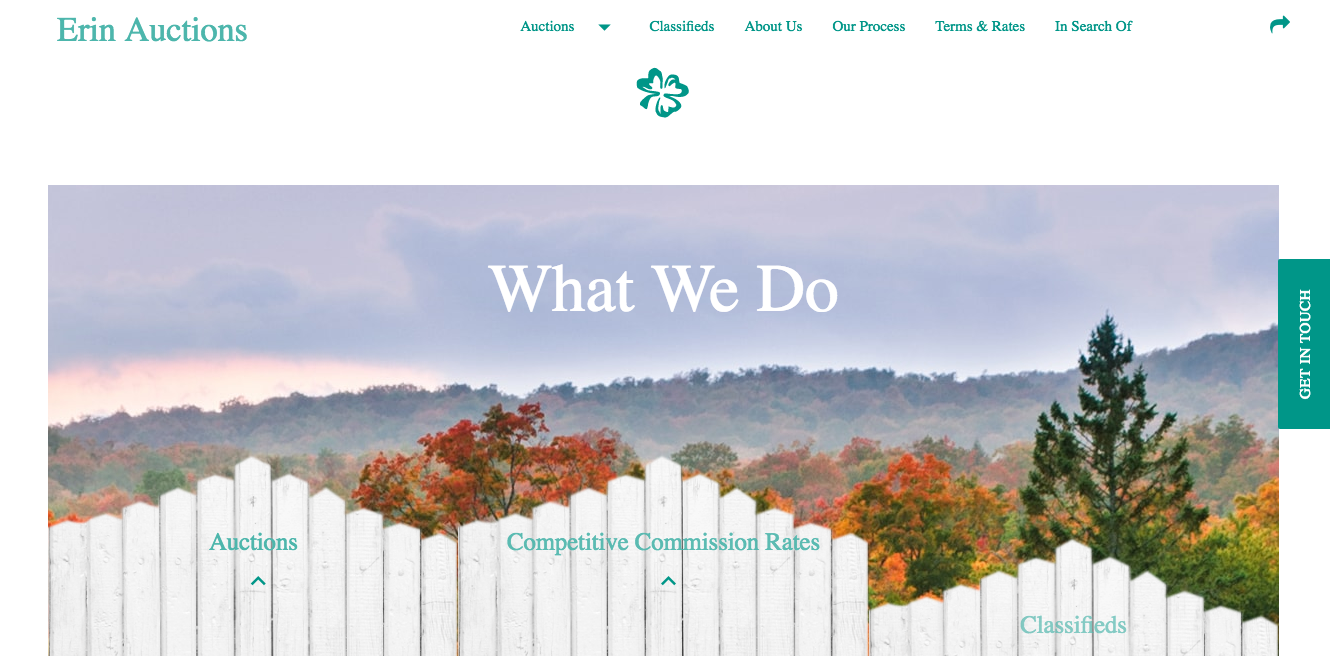 Erin Auctions
Auctions Classifieds About Us Our Process Terms & Rates In Search Of
What We Do
GET IN TOUCH
Auctions
Competitive Commission Rates
Classifieds